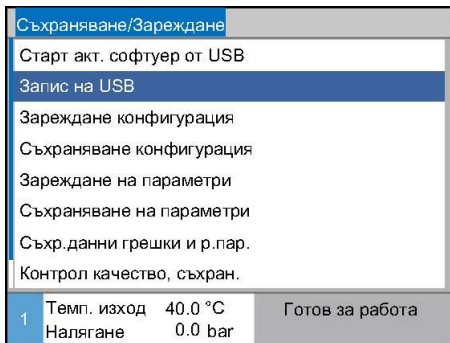 Съхраняване/Зареждане
Старт акт. софтуер от USB
Запис на USB
Зареждане конфигурация
Съхраняване конфигурация
Зареждане на параметри
Съхраняване на параметри
Съхр.данни грешки и р.пар.
Контрол качество, съхран.
1 Темп. изход 40.0 °C Готов за работа
Налягане 0.0 bar